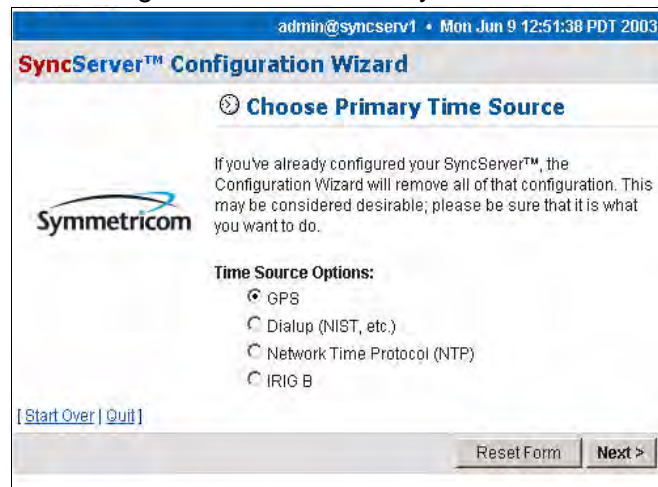 admin@syncserv1 • Mon Jun 9 12:51:38 PDT 2003
SyncServer™ Configuration Wizard
Choose Primary Time Source
If you've already configured your SyncServer™, the
Configuration Wizard will remove all of that configuration. This
may be considered desirable; please be sure that it is what
you want to do.
Symmetricom
Time Source Options:
GPS
Dialup (NIST, etc.)
Network Time Protocol (NTP)
IRIG B
[ Start Over | Quit ]
Reset Form Next >